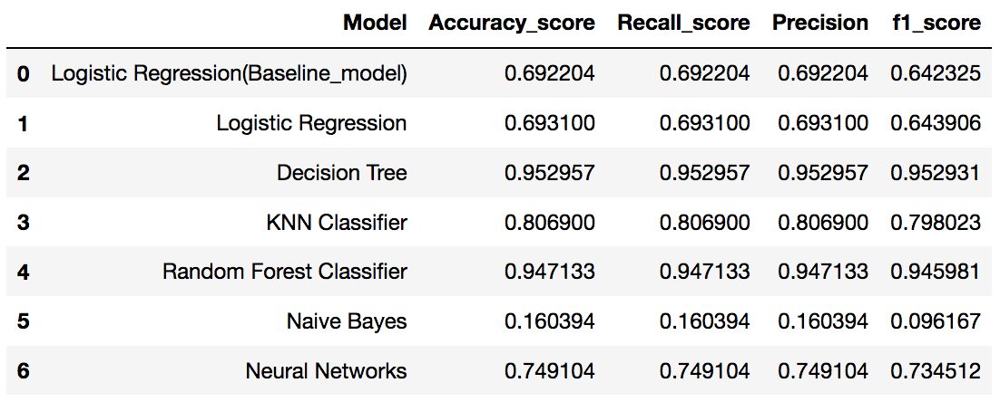 Model Accuracy_score Recall_score Precision f1_score
0 Logistic Regression(Baseline_model) 0.692204 0.692204 0.692204 0.642325
1 Logistic Regression 0.693100 0.693100 0.693100 0.643906
2 Decision Tree 0.952957 0.952957 0.952957 0.952931
3 KNN Classifier 0.806900 0.806900 0.806900 0.798023
4 Random Forest Classifier 0.947133 0.947133 0.947133 0.945981
5 Naive Bayes 0.160394 0.160394 0.160394 0.096167
6 Neural Networks 0.749104 0.749104 0.749104 0.734512